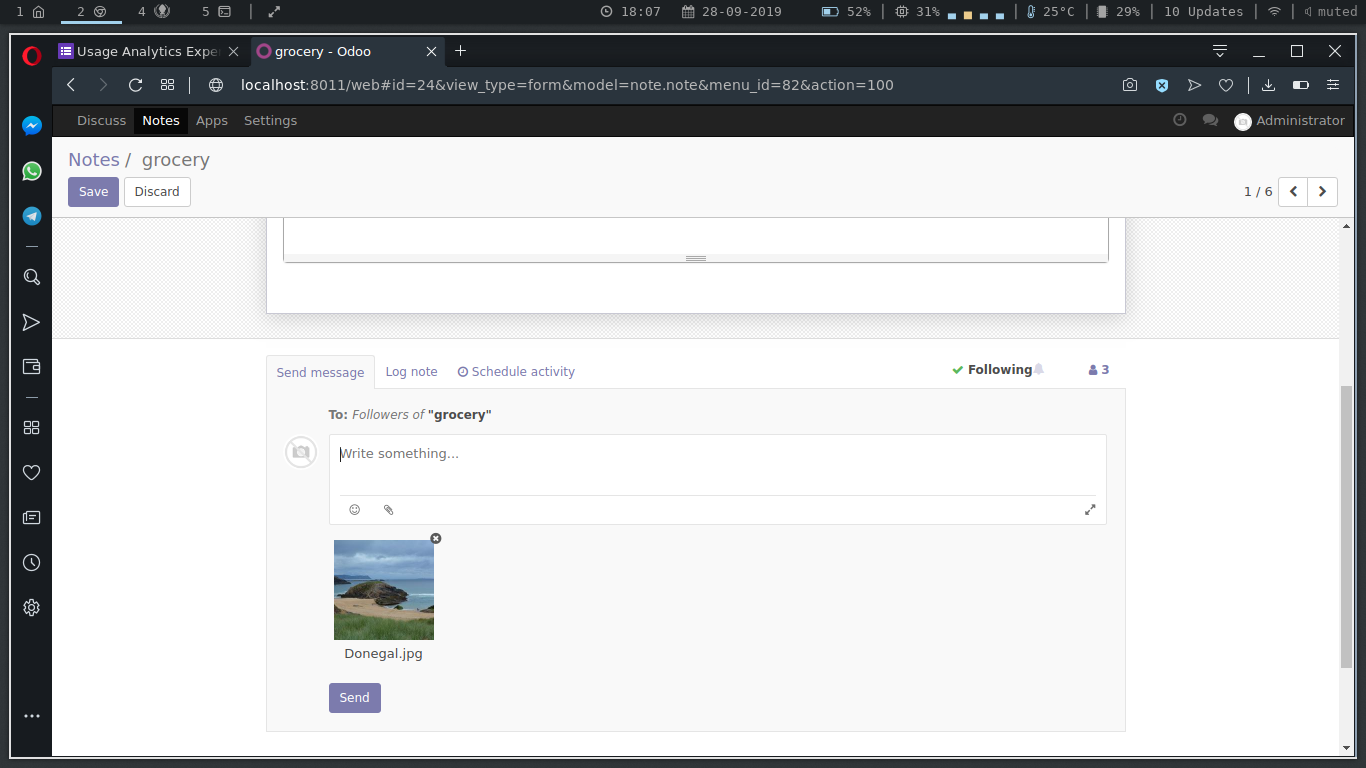 1 2 4 5 18:07 28-09-2019 52% 31% 25°C 29% 10 Updates muted
Usage Analytics Expe grocery - Odoo
localhost:8011/web#id=24&view_type=form&model=note.note&menu_id=82&action=100
Discuss Notes Apps Settings Administrator
Notes / grocery
Save Discard 1 / 6
Send message Log note Schedule activity Following 3
To: Followers of "grocery"
Write something...
Donegal.jpg
Send